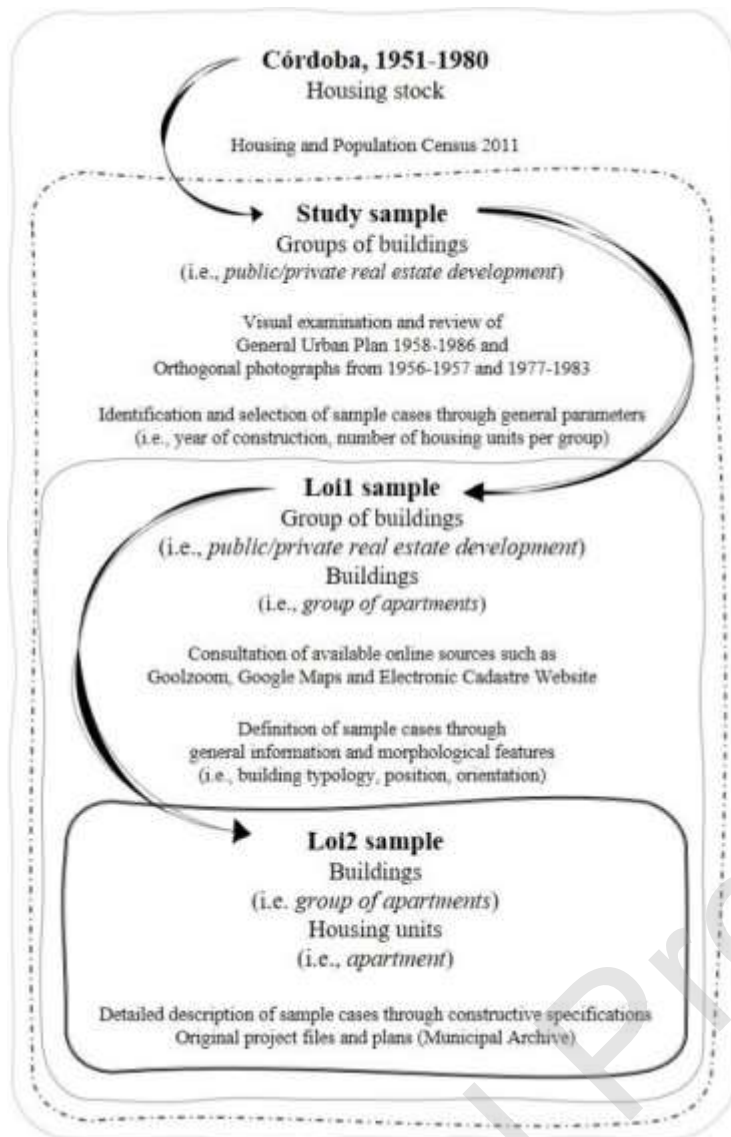 Córdoba, 1951-1980
Housing stock
Housing and Population Census 2011
Study sample
Groups of buildings
(i.e., public/private real estate development)
Visual examination and review of
General Urban Plan 1958-1986 and
Orthogonal photographs from 1956-1957 and 1977-1983
Identification and selection of sample cases through general parameters
(i.e., year of construction, number of housing units per group)
Loi1 sample
Group of buildings
(i.e., public/private real estate development)
Buildings
(i.e., group of apartments)
Consultation of available online sources such as
Goolzoom, Google Maps and Electronic Cadastre Website
Definition of sample cases through
general information and morphological features
(i.e., building typology, position, orientation)
Loi2 sample
Buildings
(i.e. group of apartments)
Housing units
(i.e., apartment)
Detailed description of sample cases through constructive specifications
Original project files and plans (Municipal Archive)